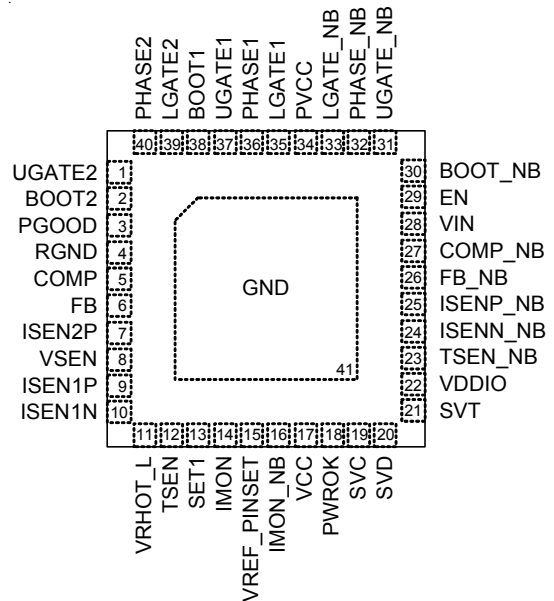 PHASE2
LGATE2
BOOT1
UGATE1
PHASE1
LGATE1
PVCC
LGATE_NB
PHASE_NB
UGATE_NB
40 39 38 37 36 35 34 33 32 31
UGATE2 1
BOOT2 2
PGOOD 3
RGND 4
COMP 5
FB 6
ISEN2P 7
VSEN 8
ISEN1P 9
ISEN1N 10
GND
41
30 BOOT_NB
29 EN
28 VIN
27 COMP_NB
26 FB_NB
25 ISENP_NB
24 ISENN_NB
23 TSEN_NB
22 VDDIO
21 SVT
11 12 13 14 15 16 17 18 19 20
VRHOT_L
TSEN
SET1
IMON
VREF_PINSET
IMON_NB
VCC
PWROK
SVC
SVD